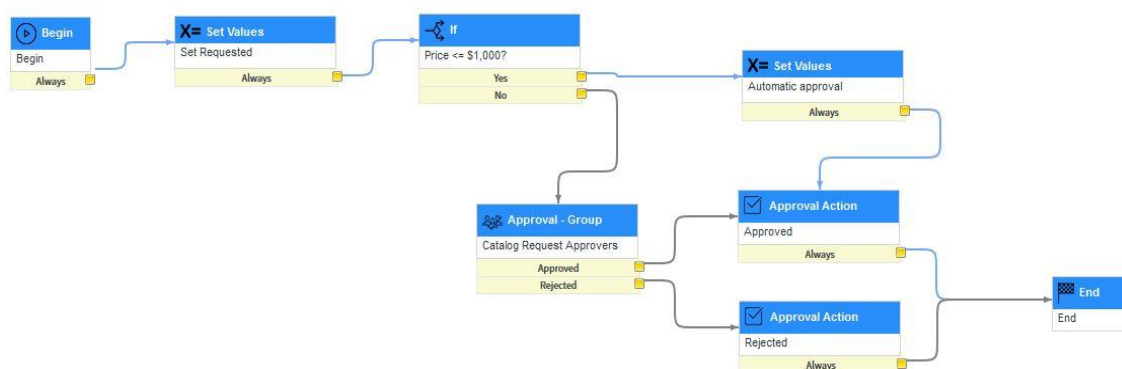 Begin
Begin
Always
X= Set Values
Set Requested
Always
If
Price <= $1,000?
Yes
No
X= Set Values
Automatic approval
Always
Approval - Group
Catalog Request Approvers
Approved
Rejected
Approval Action
Approved
Always
Approval Action
Rejected
Always
End
End